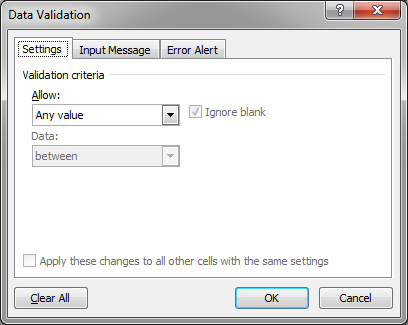 Data Validation
Settings
Input Message
Error Alert
Validation criteria
Allow:
Any value
Ignore blank
Data:
between
Apply these changes to all other cells with the same settings
Clear All
OK
Cancel